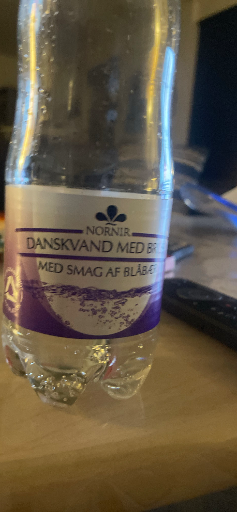 NORNIR
DANSKVAND MED
MED SMAG AF